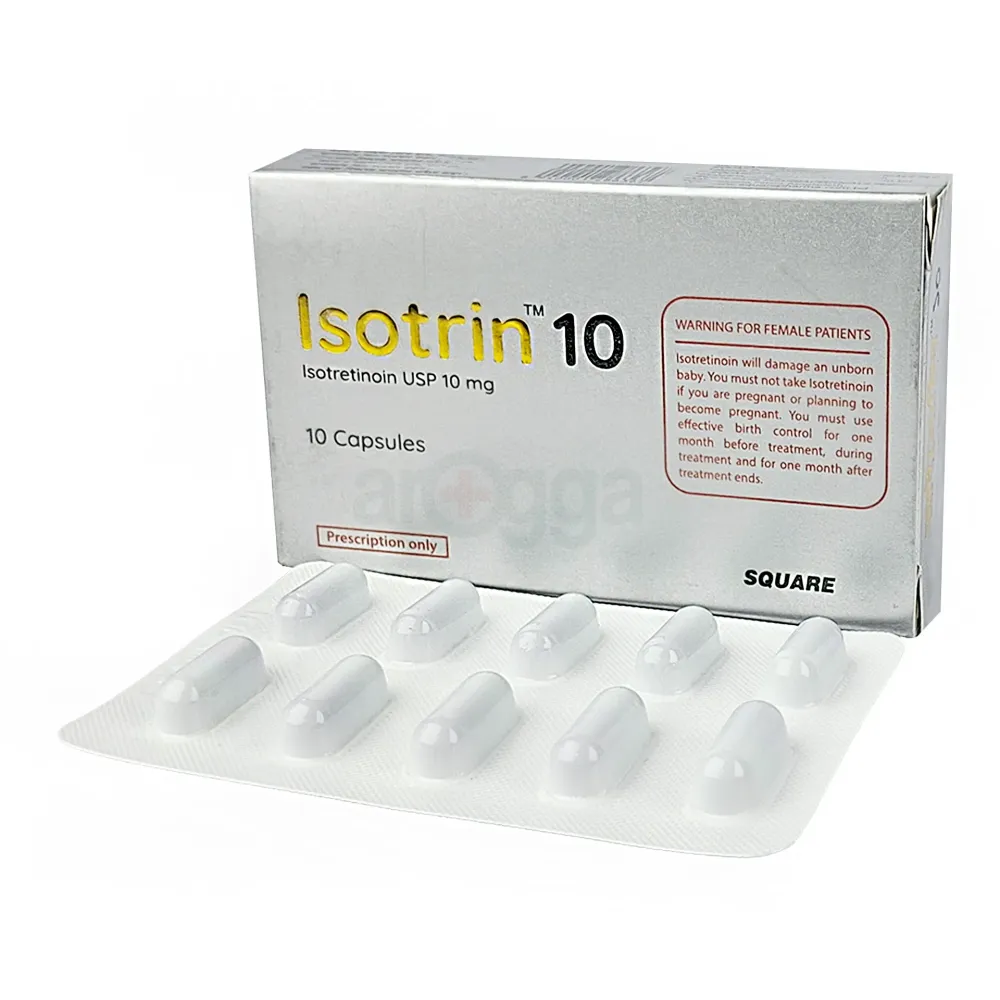 Isotrin™ 10
Isotretinoin USP 10 mg
10 Capsules
Prescription only
WARNING FOR FEMALE PATIENTS
Isotretinoin will damage an unborn
baby. You must not take Isotretinoin
if you are pregnant or planning to
become pregnant. You must use
effective birth control for one
month before treatment, during
treatment and for one month after
treatment ends.
SQUARE
arogga